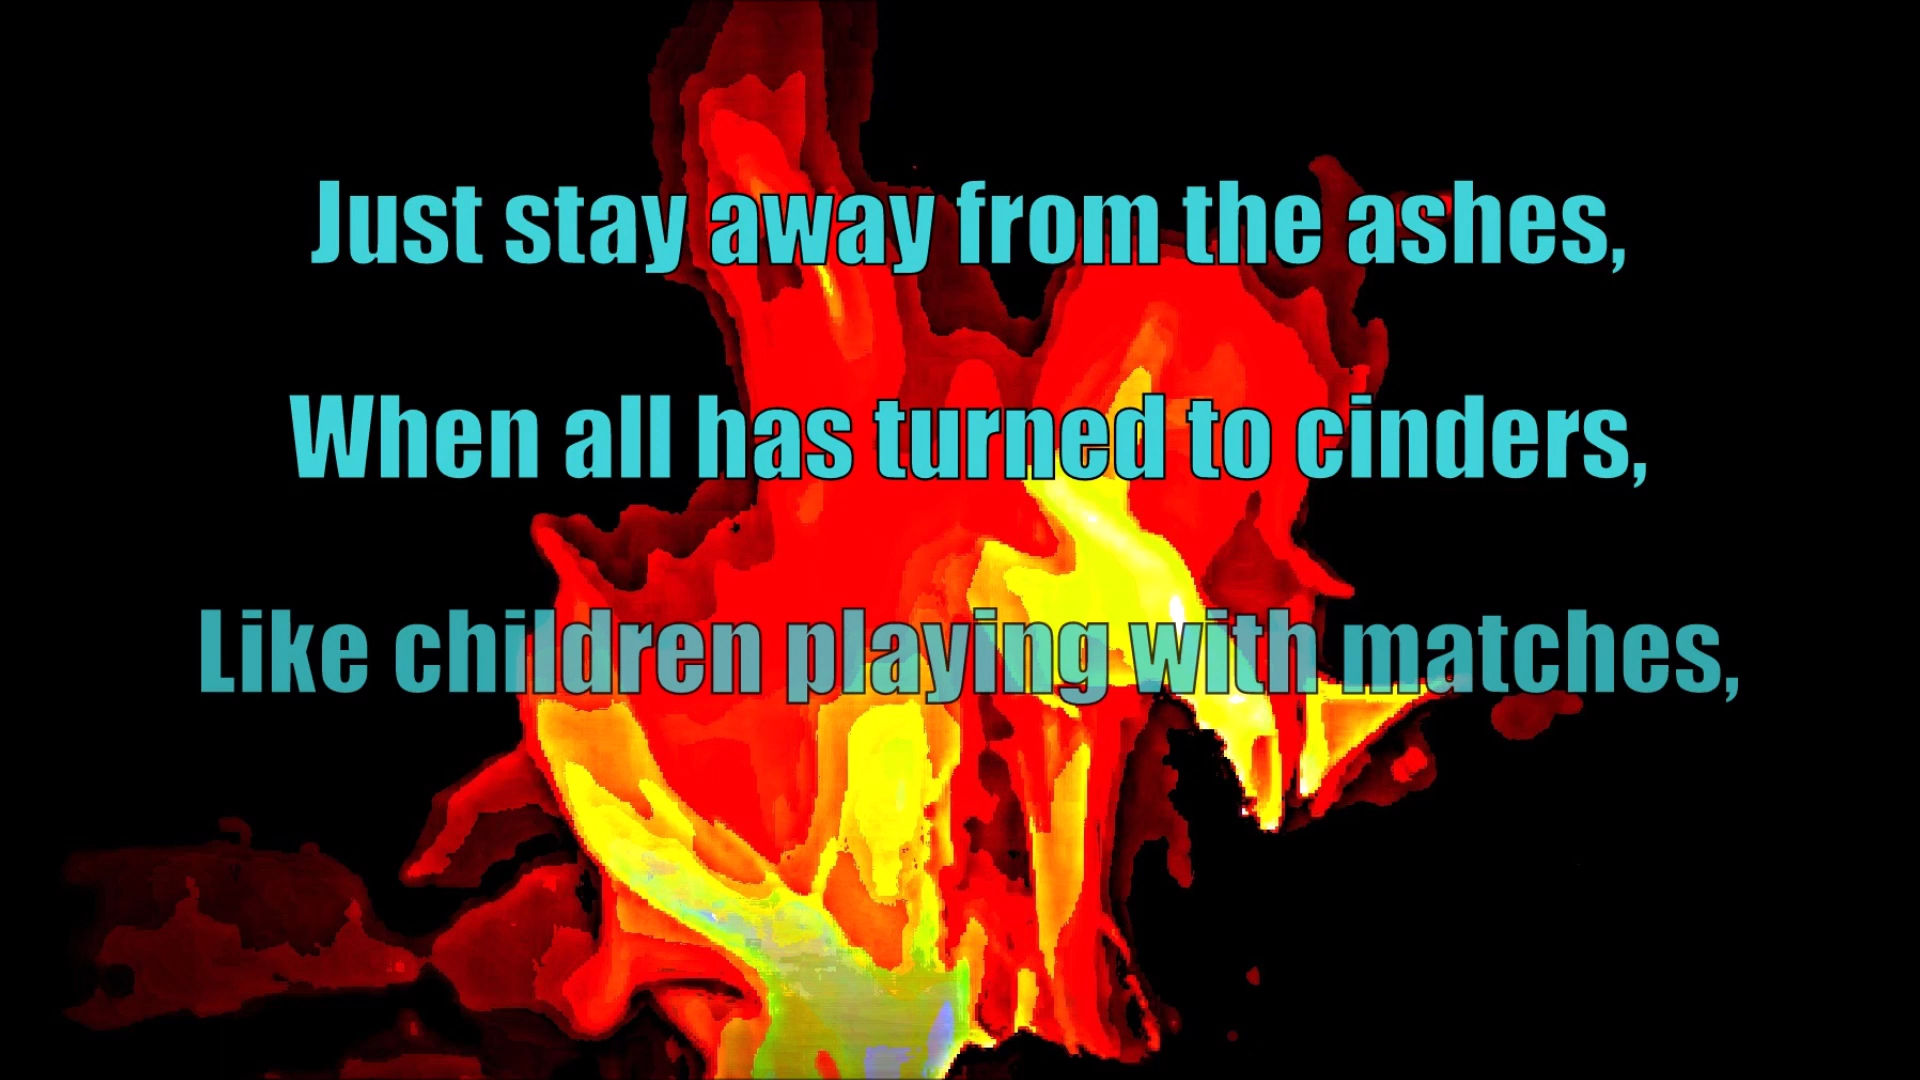 Just stay away from the ashes,
When all has turned to cinders,
Like children playing with matches,